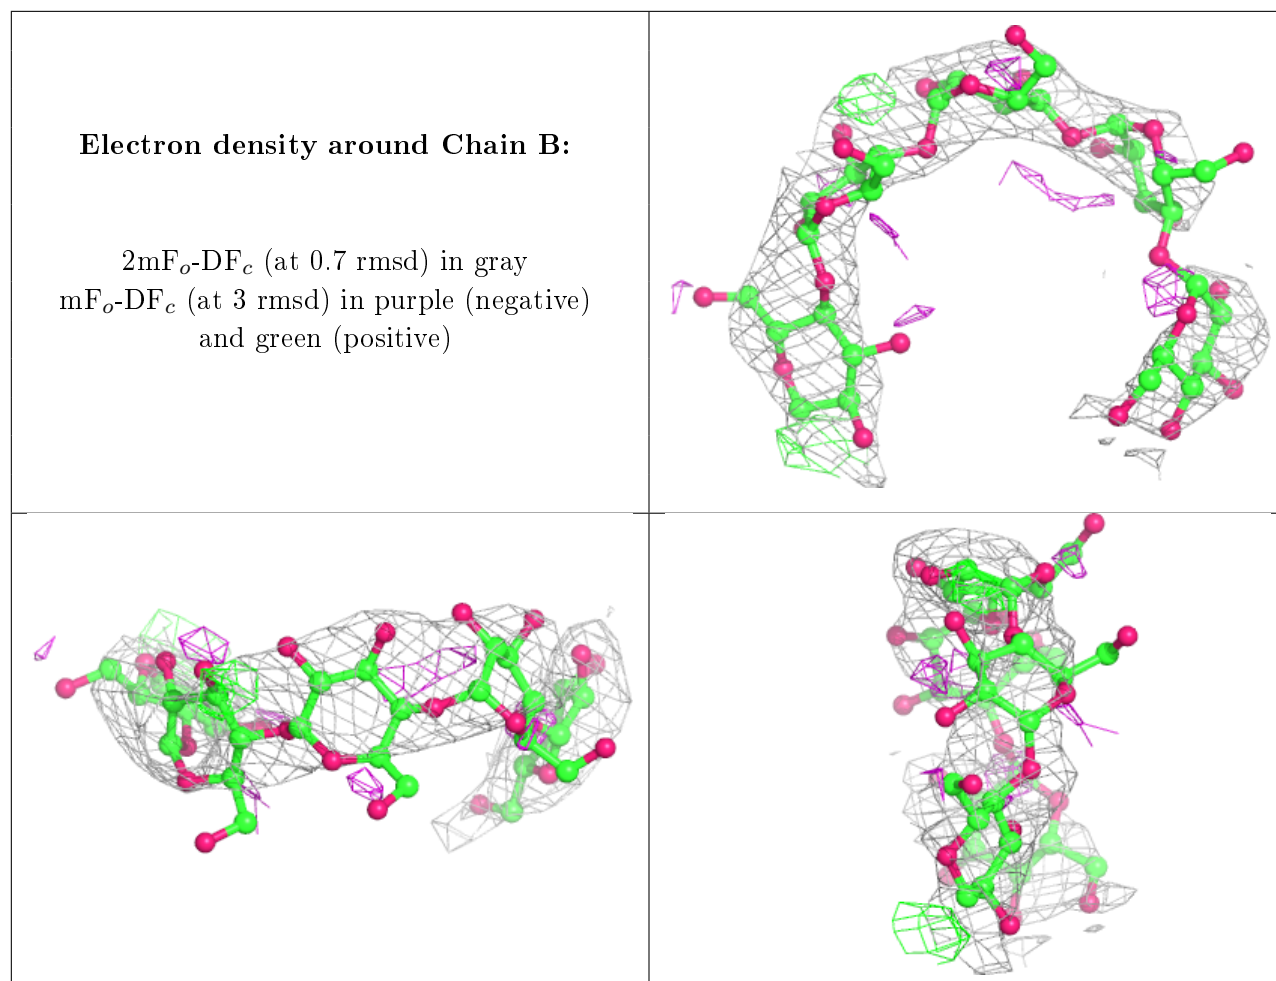 Electron density around Chain B:
2mFₒ-DF𝒸 (at 0.7 rmsd) in gray
mFₒ-DF𝒸 (at 3 rmsd) in purple (negative)
and green (positive)